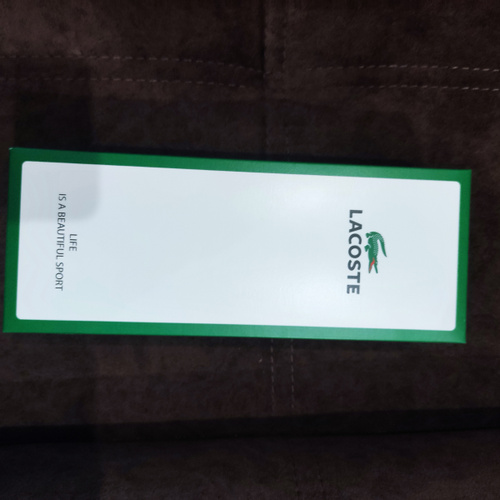 LACOSTE
LIFE
IS A BEAUTIFUL SPORT